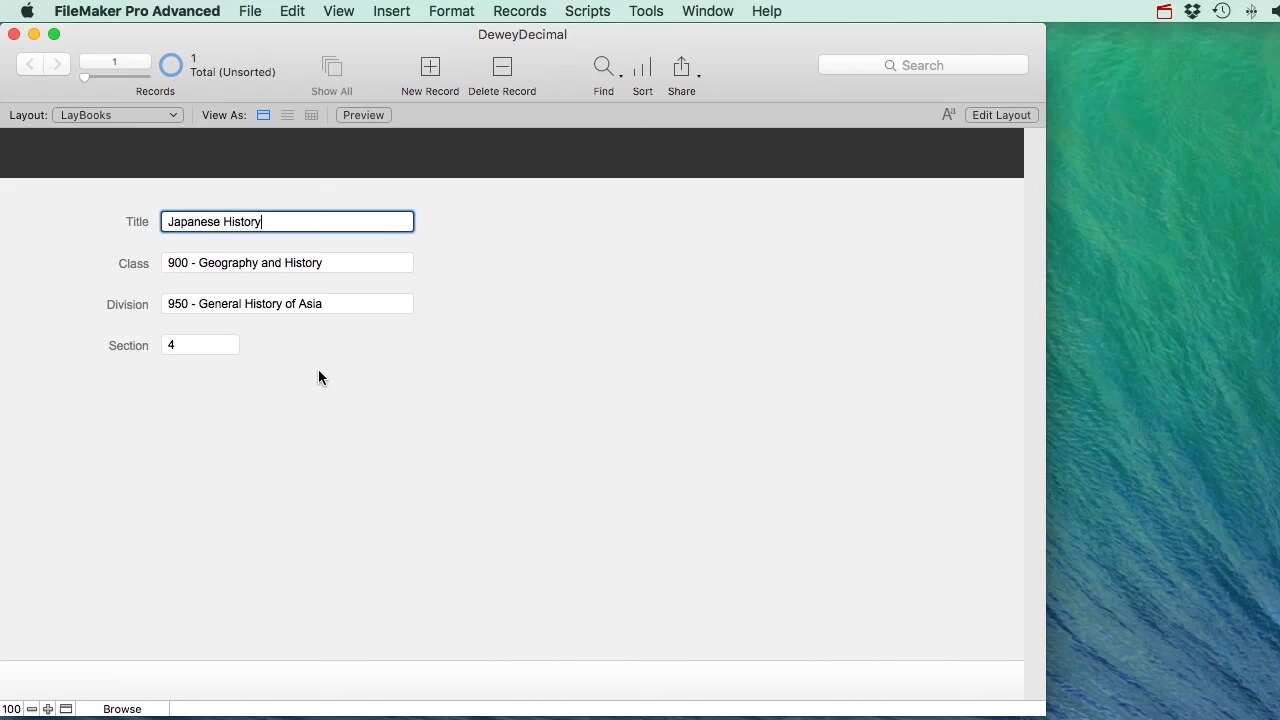 FileMaker Pro Advanced File Edit View Insert Format Records Scripts Tools Window Help
DeweyDecimal
1
1
Total (Unsorted)
Search
Records Show All New Record Delete Record Find Sort Share
Layout: LayBooks View As: Preview Aa Edit Layout
Title Japanese History
Class 900 - Geography and History
Division 950 - General History of Asia
Section 4
100 Browse